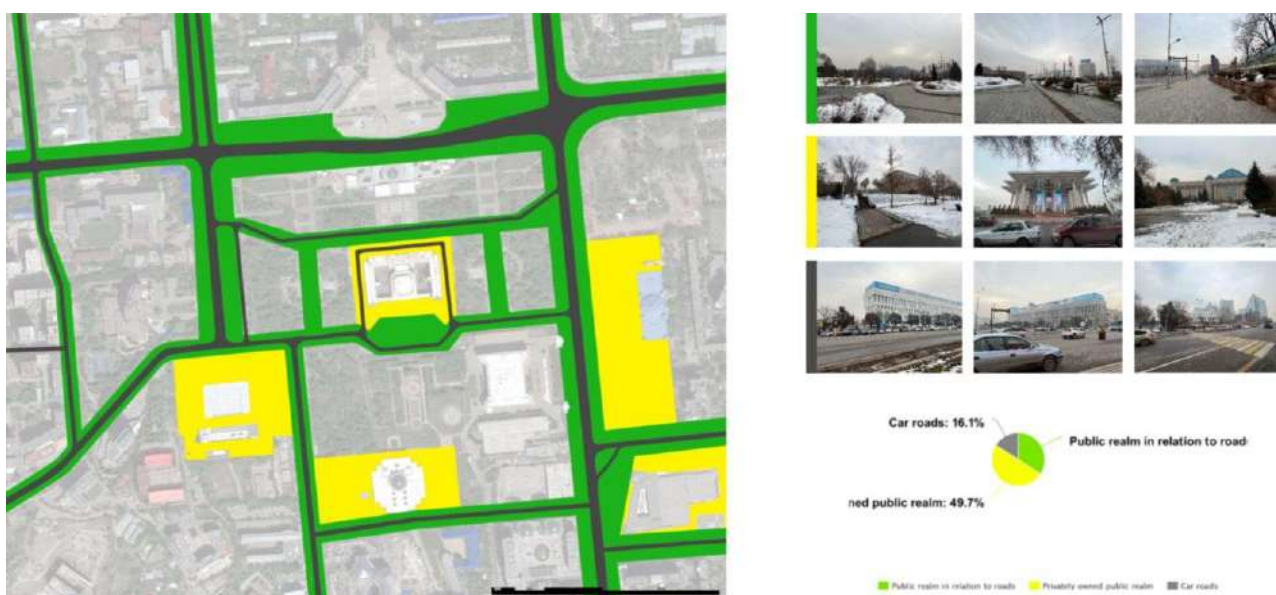 Car roads: 16.1%
Public realm in relation to roads
ned public realm: 49.7%
Public realm in relation to roads
Privately owned public realm
Car roads